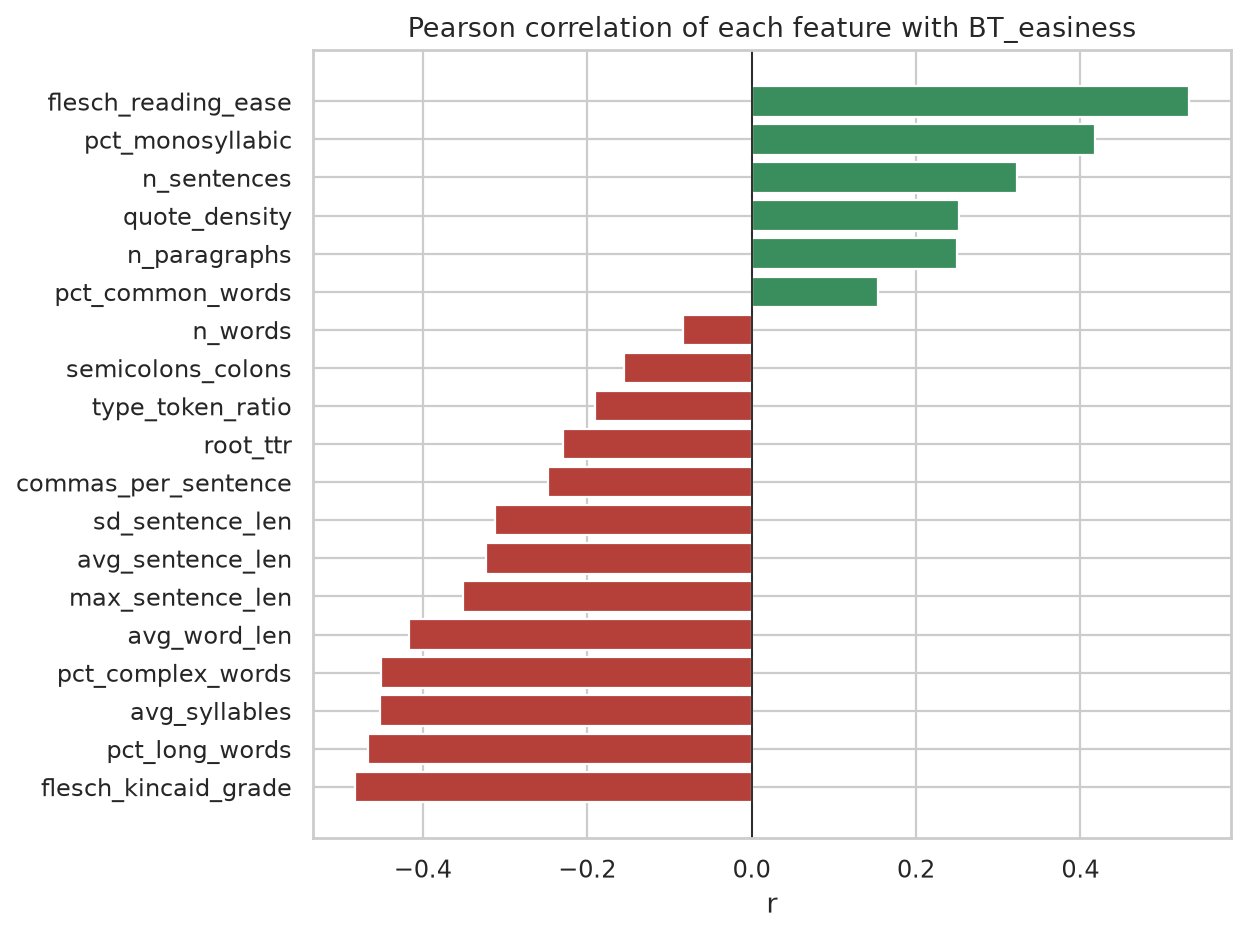 Pearson correlation of each feature with BT_easiness
flesch_reading_ease
pct_monosyllabic
n_sentences
quote_density
n_paragraphs
pct_common_words
n_words
semicolons_colons
type_token_ratio
root_ttr
commas_per_sentence
sd_sentence_len
avg_sentence_len
max_sentence_len
avg_word_len
pct_complex_words
avg_syllables
pct_long_words
flesch_kincaid_grade
−0.4 −0.2 0.0 0.2 0.4
r